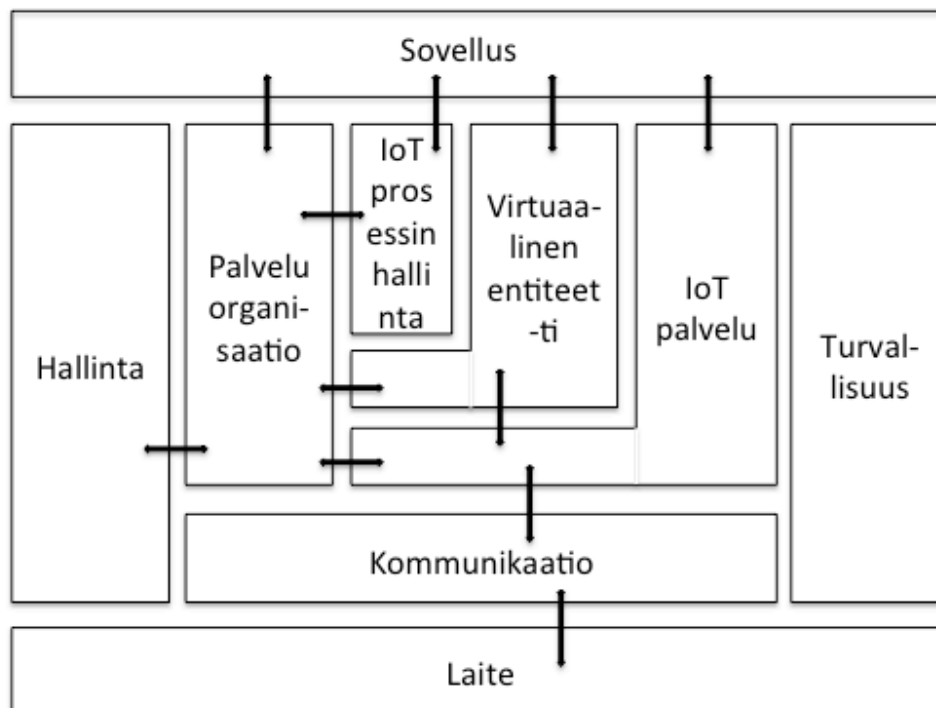 Sovellus
Hallinta
Palvelu
organi-
saatio
IoT
pros
essin
halli
nta
Virtuaa-
linen
entiteet
-ti
IoT
palvelu
Turval-
lisuus
Kommunikaatio
Laite